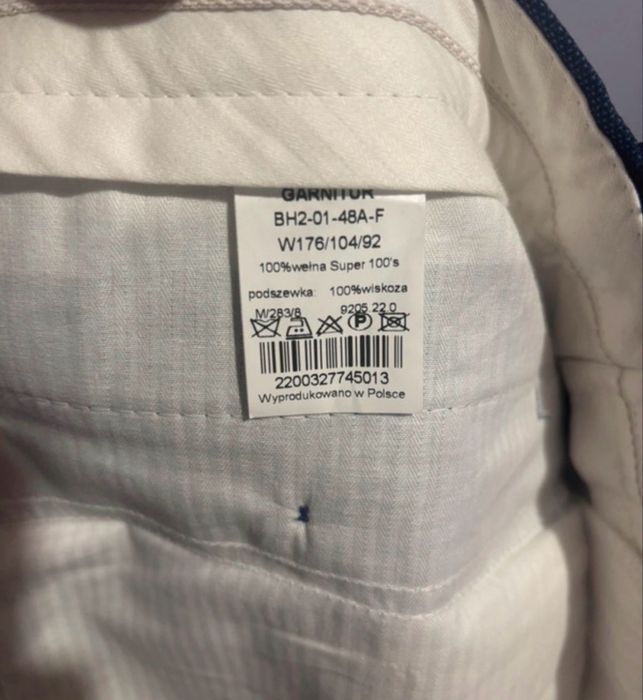 GARNITUR
BH2-01-48A-F
W176/104/92
100%wełna Super 100's
podszewka: 100%wiskoza
M/283/8 9205 22.0
P
2200327745013
Wyprodukowano w Polsce